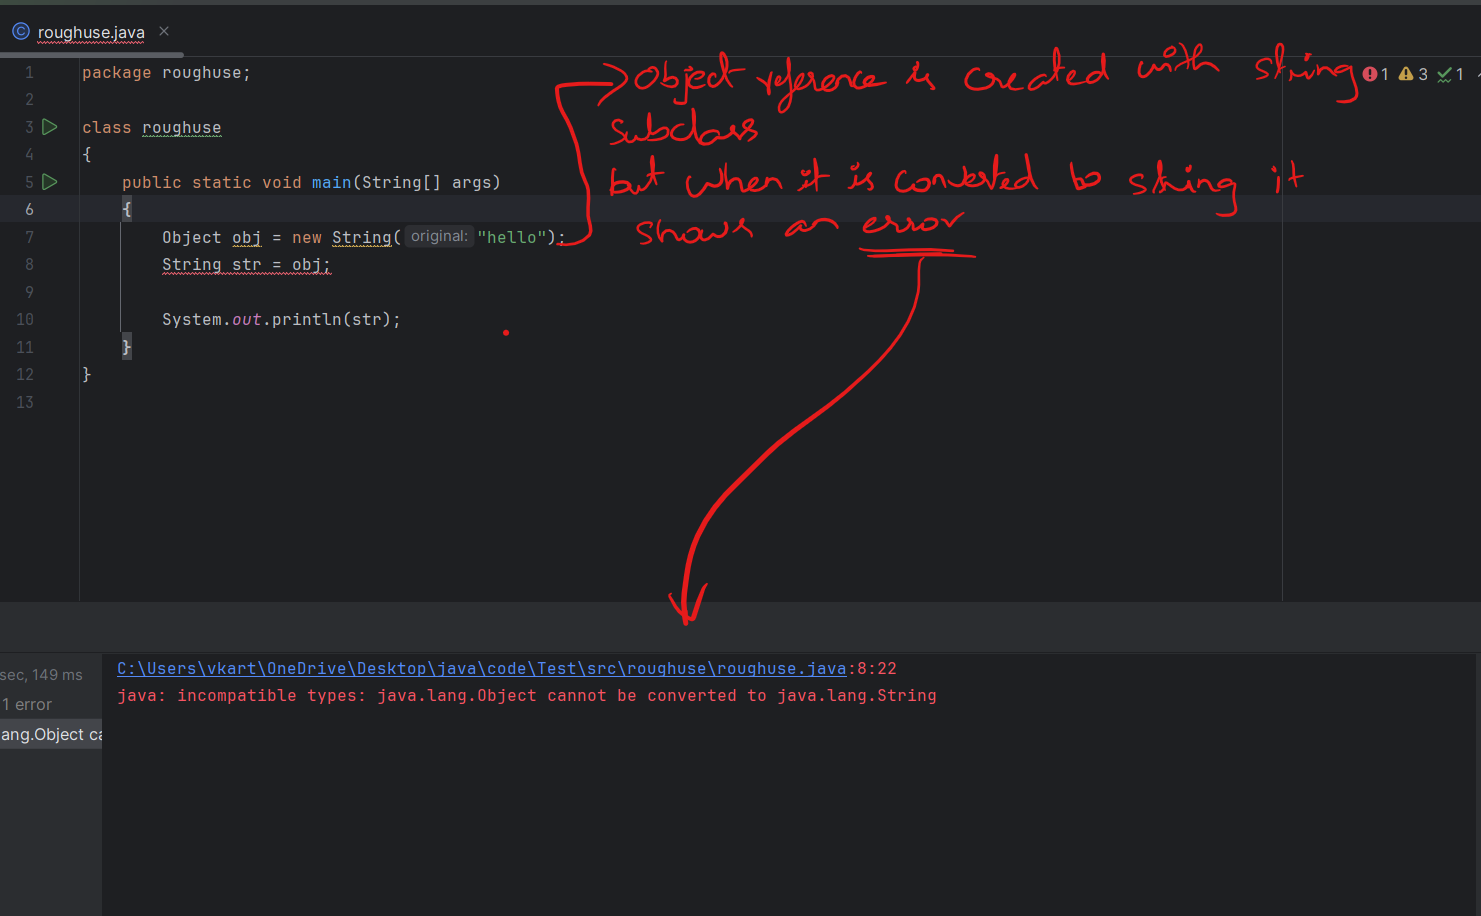 roughuse.java
1 package roughuse;
2
3 class roughuse
4 {
5 public static void main(String[] args)
6 {
7 Object obj = new String( original: "hello");
8 String str = obj;
9
10 System.out.println(str);
11 }
12 }
13
1 3 1
Object reference is created with string
subclass
but when it is converted to string it
shows an error
sec, 149 ms
1 error
ang.Object ca
C:\Users\vkart\OneDrive\Desktop\java\code\Test\src\roughuse\roughuse.java:8:22
java: incompatible types: java.lang.Object cannot be converted to java.lang.String